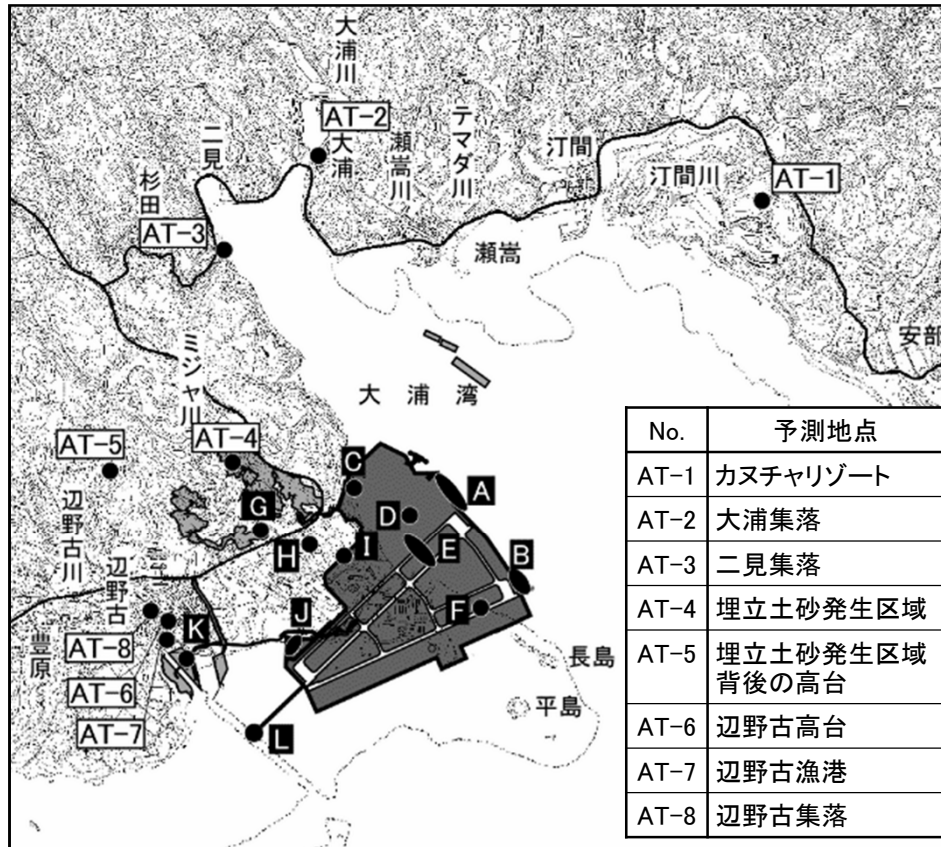 大浦川
AT-2
大浦
瀬嵩川
テマダ川
汀間
汀間川
AT-1
二見
杉田
AT-3
瀬嵩
安部
大浦湾
ミジャ川
AT-4
AT-5
辺野古川
辺野古
豊原
AT-8
AT-6
AT-7
A
B
C
D
E
F
G
H
I
J
K
L
長島
平島
No. 予測地点
AT-1 カヌチャリゾート
AT-2 大浦集落
AT-3 二見集落
AT-4 埋立土砂発生区域
AT-5 埋立土砂発生区域
背後の高台
AT-6 辺野古高台
AT-7 辺野古漁港
AT-8 辺野古集落